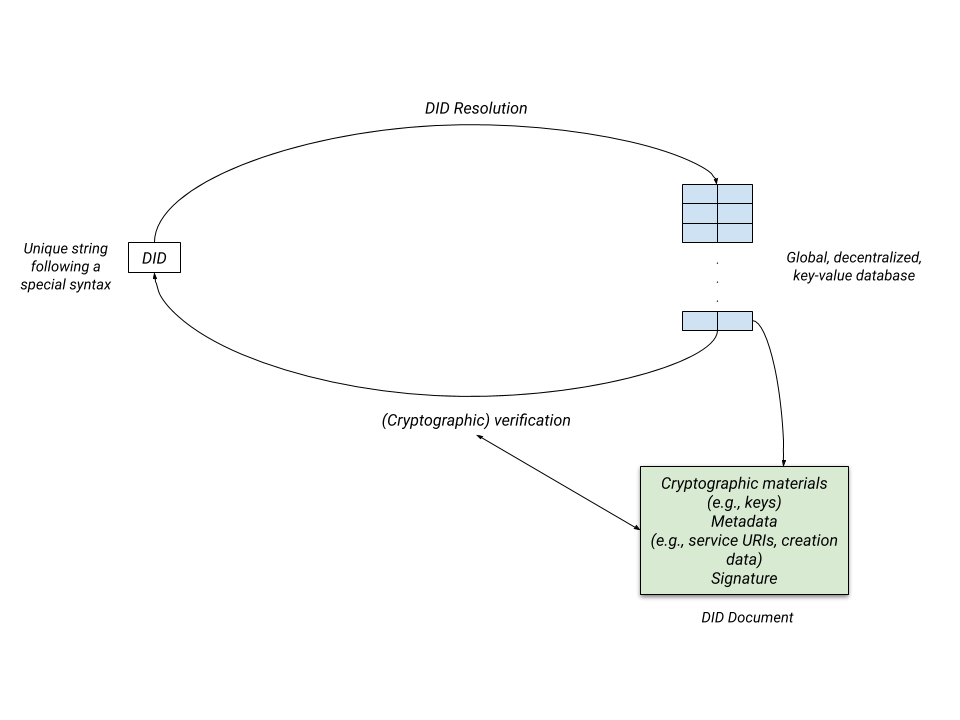 DID Resolution
Unique string
following a
special syntax
DID
Global, decentralized,
key-value database
(Cryptographic) verification
Cryptographic materials
(e.g., keys)
Metadata
(e.g., service URIs, creation
data)
Signature
DID Document